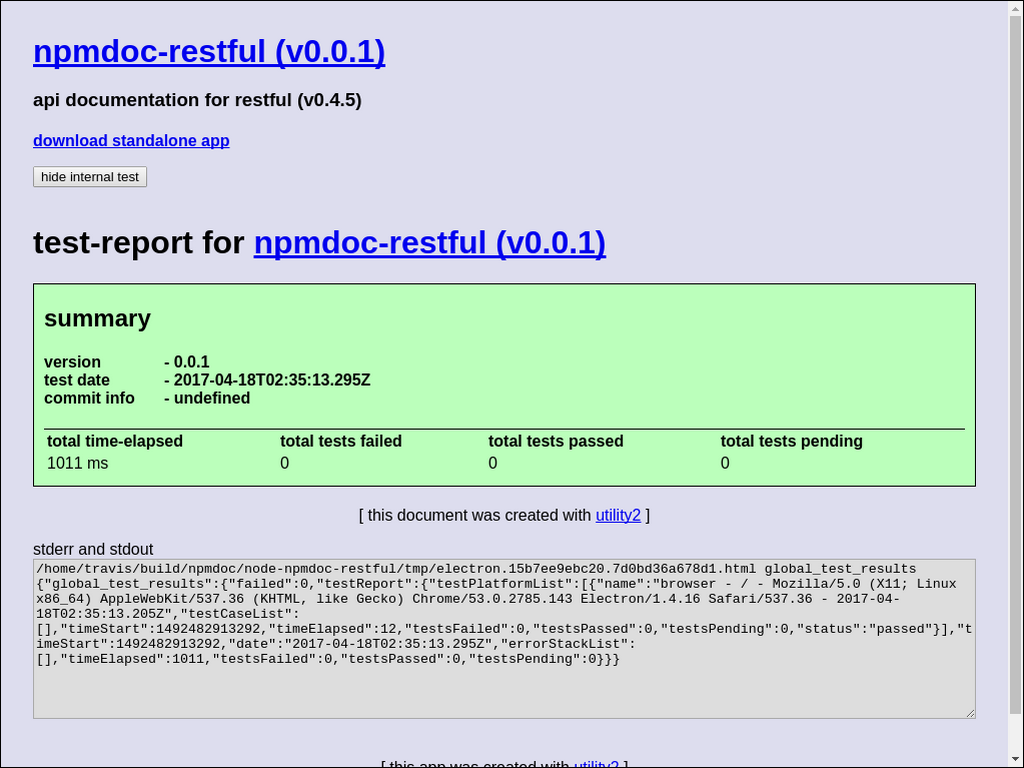 npmdoc-restful (v0.0.1)
api documentation for restful (v0.4.5)
download standalone app
hide internal test
test-report for npmdoc-restful (v0.0.1)
summary
version - 0.0.1
test date - 2017-04-18T02:35:13.295Z
commit info - undefined
total time-elapsed total tests failed total tests passed total tests pending
1011 ms 0 0 0
[ this document was created with utility2 ]
stderr and stdout
/home/travis/build/npmdoc/node-npmdoc-restful/tmp/electron.15b7ee9ebc20.7d0bd36a678d1.html global_test_results
{"global_test_results":{"failed":0,"testReport":{"testPlatformList":[{"name":"browser - / - Mozilla/5.0 (X11; Linux
x86_64) AppleWebKit/537.36 (KHTML, like Gecko) Chrome/53.0.2785.143 Electron/1.4.16 Safari/537.36 - 2017-04-
18T02:35:13.205Z","testCaseList":
[],"timeStart":1492482913292,"timeElapsed":12,"testsFailed":0,"testsPassed":0,"testsPending":0,"status":"passed"}],"t
imeStart":1492482913292,"date":"2017-04-18T02:35:13.295Z","errorStackList":
[],"timeElapsed":1011,"testsFailed":0,"testsPassed":0,"testsPending":0}}}
[ this app was created with utility2 ]